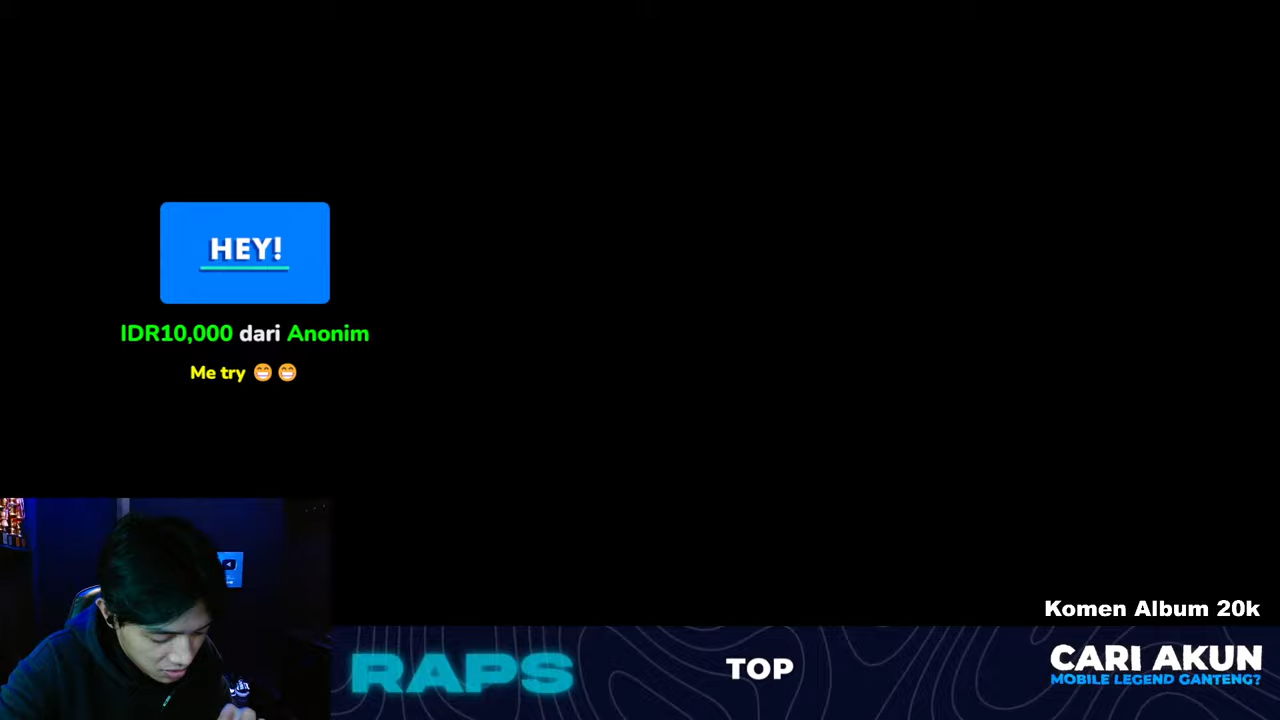 HEY!
IDR10,000 dari Anonim
Me try 😁😁
Komen Album 20k
RAPS
TOP
CARI AKUN
MOBILE LEGEND GANTENG?